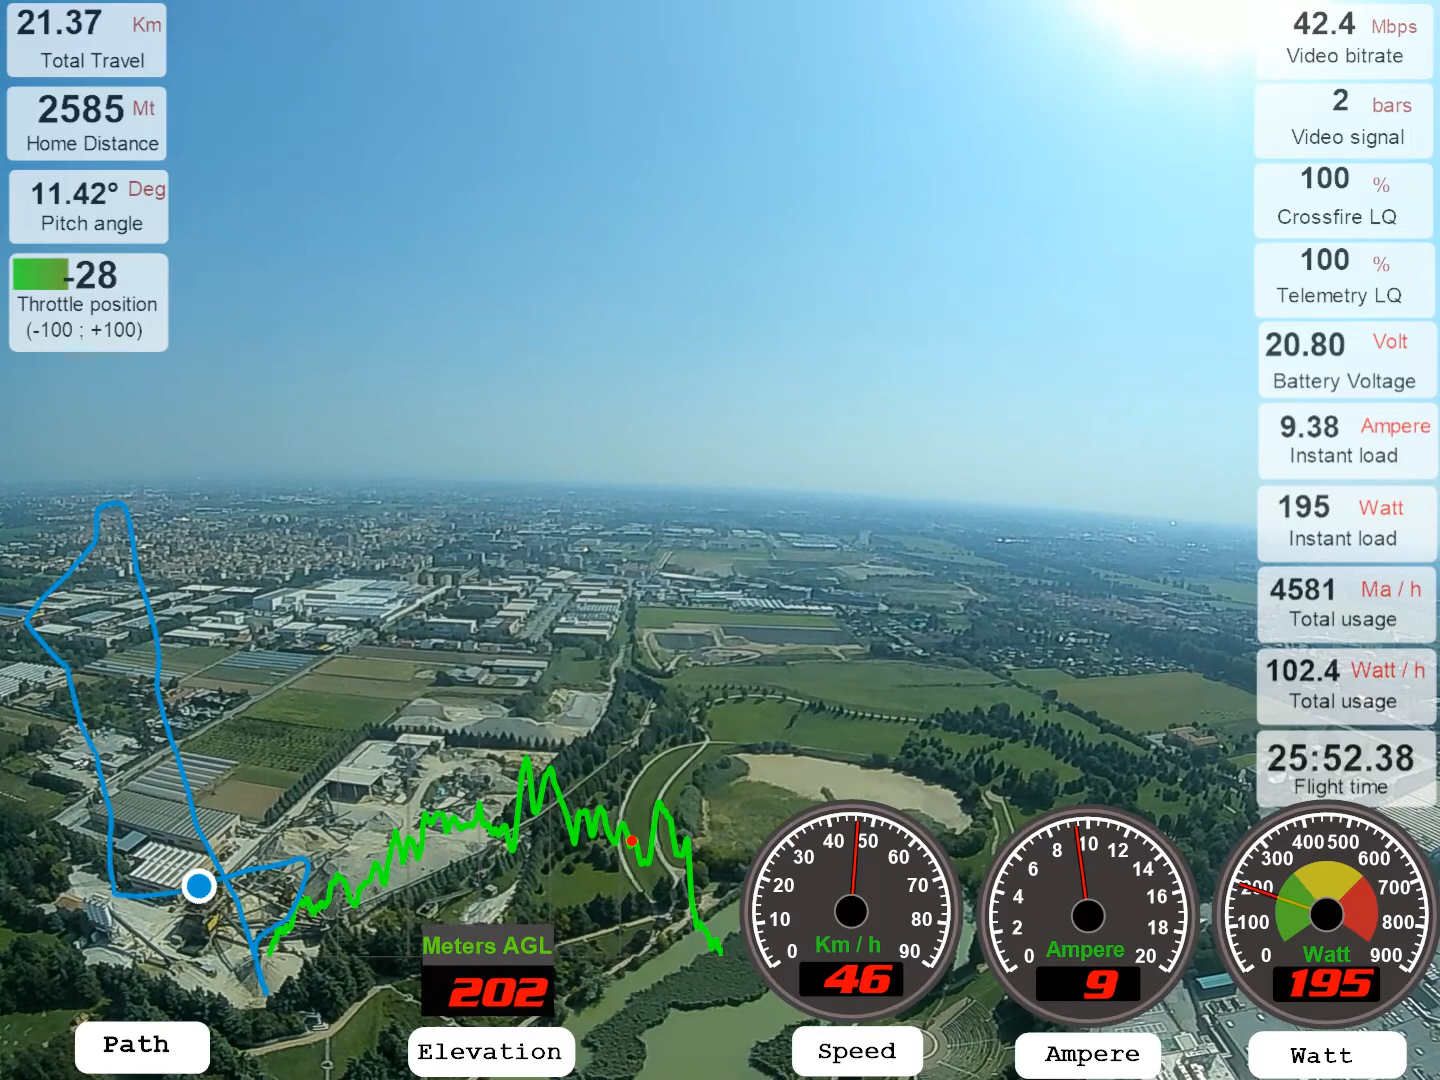 21.37 Km
Total Travel
2585 Mt
Home Distance
11.42° Deg
Pitch angle
-28
Throttle position
(-100 ; +100)
42.4 Mbps
Video bitrate
2 bars
Video signal
100 %
Crossfire LQ
100 %
Telemetry LQ
20.80 Volt
Battery Voltage
9.38 Ampere
Instant load
195 Watt
Instant load
4581 Ma / h
Total usage
102.4 Watt / h
Total usage
25:52.38
Flight time
Meters AGL
202
0 10 20 30 40 50 60 70 80 90
Km / h
46
0 2 4 6 8 10 12 14 16 18 20
Ampere
9
0 100 200 300 400 500 600 700 800 900
Watt
195
Path
Elevation
Speed
Ampere
Watt